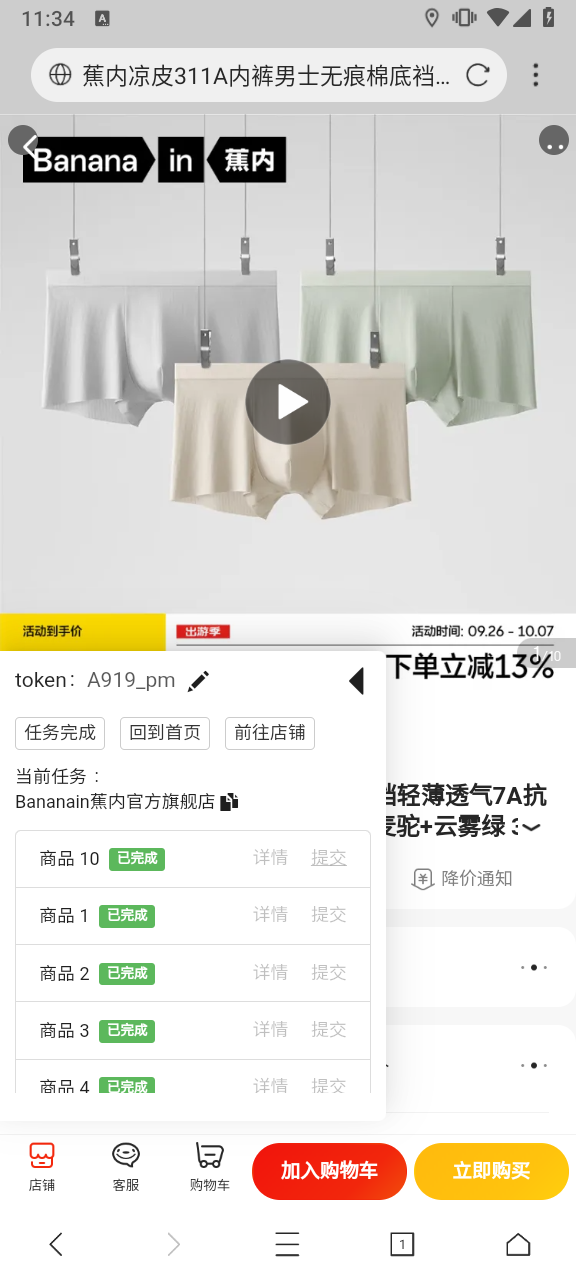 11:34 A
蕉内凉皮311A内裤男士无痕棉底裆...
Banana in 蕉内
活动到手价 出游季 活动时间: 09.26 - 10.07
下单立减13%
1/10
token： A919_pm
任务完成 回到首页 前往店铺
当前任务：
Bananain蕉内官方旗舰店
裆轻薄透气7A抗
麦驼+云雾绿
降价通知
商品 10 已完成 详情 提交
商品 1 已完成 详情 提交
商品 2 已完成 详情 提交
商品 3 已完成 详情 提交
商品 4 已完成 详情 提交
店铺 客服 购物车 加入购物车 立即购买
1